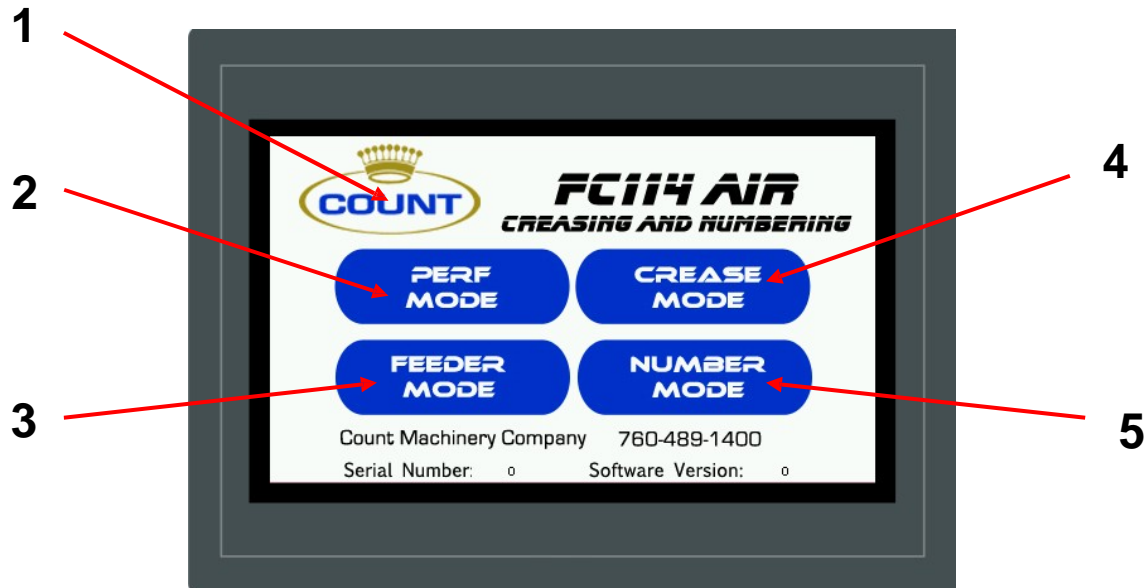 1
2
3
4
5
COUNT
FC114 AIR
CREASING AND NUMBERING
PERF
MODE
CREASE
MODE
FEEDER
MODE
NUMBER
MODE
Count Machinery Company 760-489-1400
Serial Number: 0 Software Version: 0